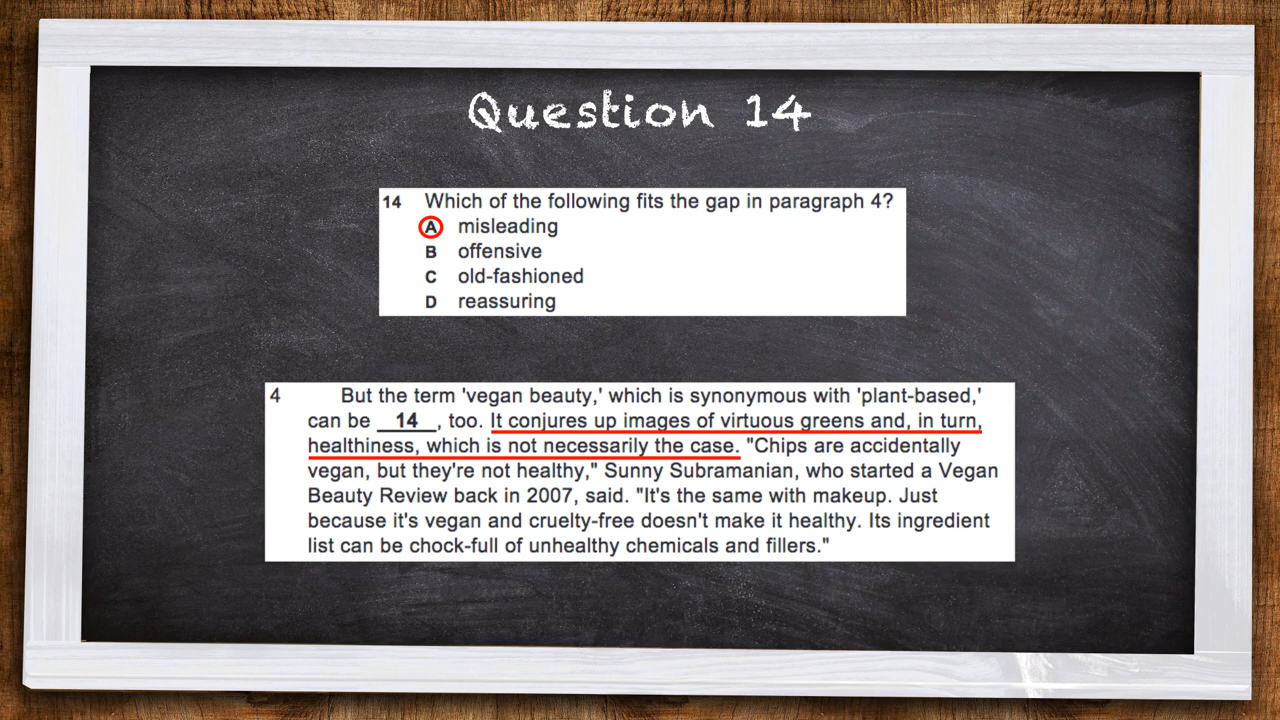 Question 14
14 Which of the following fits the gap in paragraph 4?
A misleading
B offensive
C old-fashioned
D reassuring
4 But the term 'vegan beauty,' which is synonymous with 'plant-based,'
can be __14__, too. It conjures up images of virtuous greens and, in turn,
healthiness, which is not necessarily the case. "Chips are accidentally
vegan, but they're not healthy," Sunny Subramanian, who started a Vegan
Beauty Review back in 2007, said. "It's the same with makeup. Just
because it's vegan and cruelty-free doesn't make it healthy. Its ingredient
list can be chock-full of unhealthy chemicals and fillers."